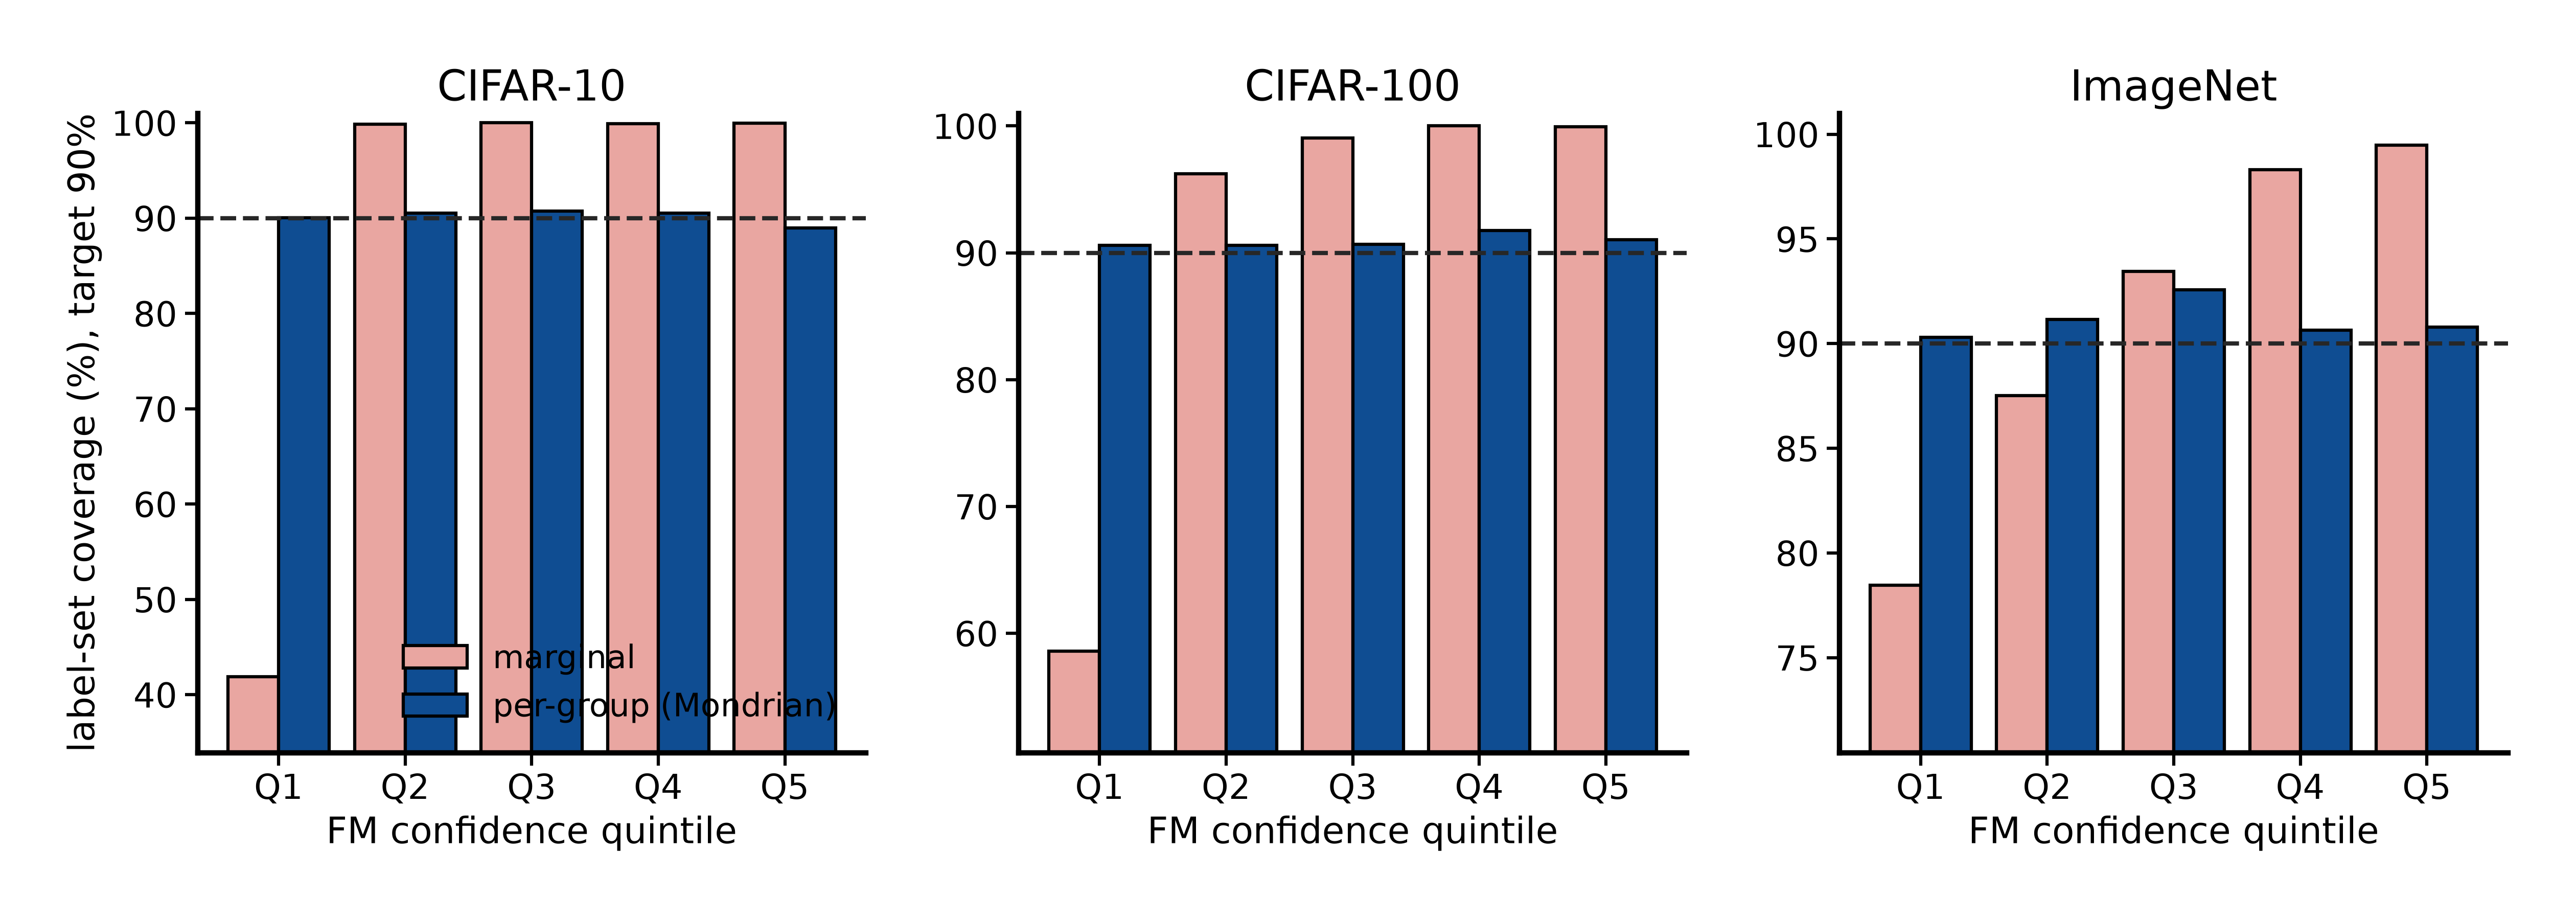 CIFAR-10
label-set coverage (%), target 90%
100
90
80
70
60
50
40
marginal
per-group (Mondrian)
Q1 Q2 Q3 Q4 Q5
FM confidence quintile
CIFAR-100
100
90
80
70
60
Q1 Q2 Q3 Q4 Q5
FM confidence quintile
ImageNet
100
95
90
85
80
75
Q1 Q2 Q3 Q4 Q5
FM confidence quintile